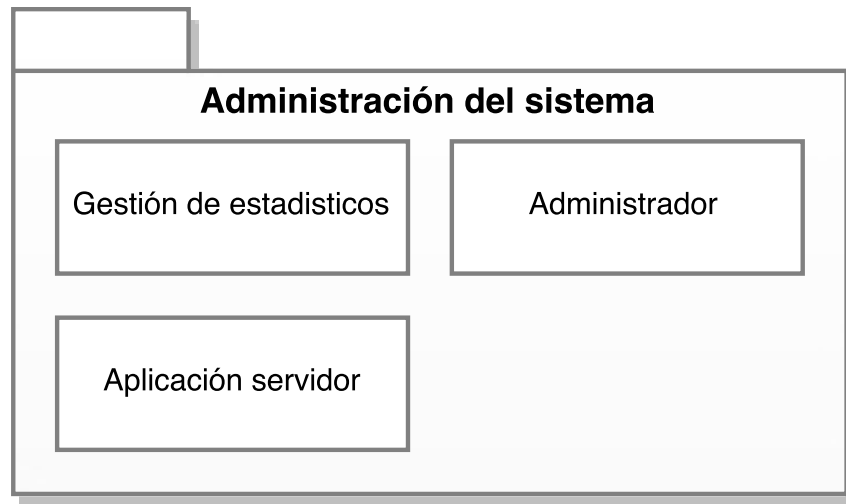 Administración del sistema
Gestión de estadisticos
Administrador
Aplicación servidor